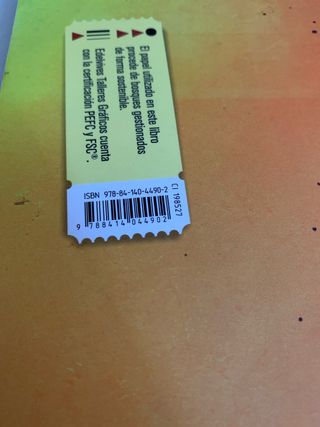 El papel utilizado en este libro
procede de bosques gestionados
de forma sostenible.
Edelvives Talleres Gráficos cuenta
con la certificación PEFC y FSC®.
ISBN 978-84-140-4490-2
9 788414 044902
CI 198527